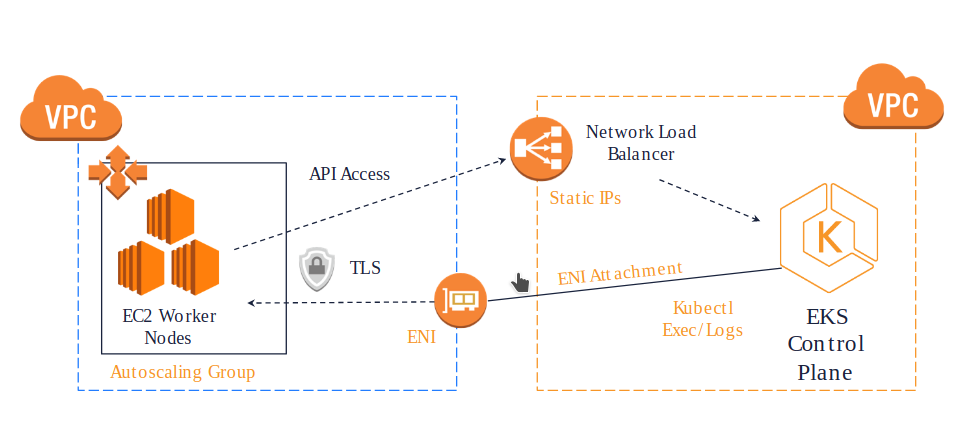 VPC
VPC
Network Load
Balancer
API Access
Static IPs
TLS
ENI Attachment
EC2 Worker
Nodes
ENI
Kubectl
Exec/Logs
EKS
Control
Plane
Autoscaling Group